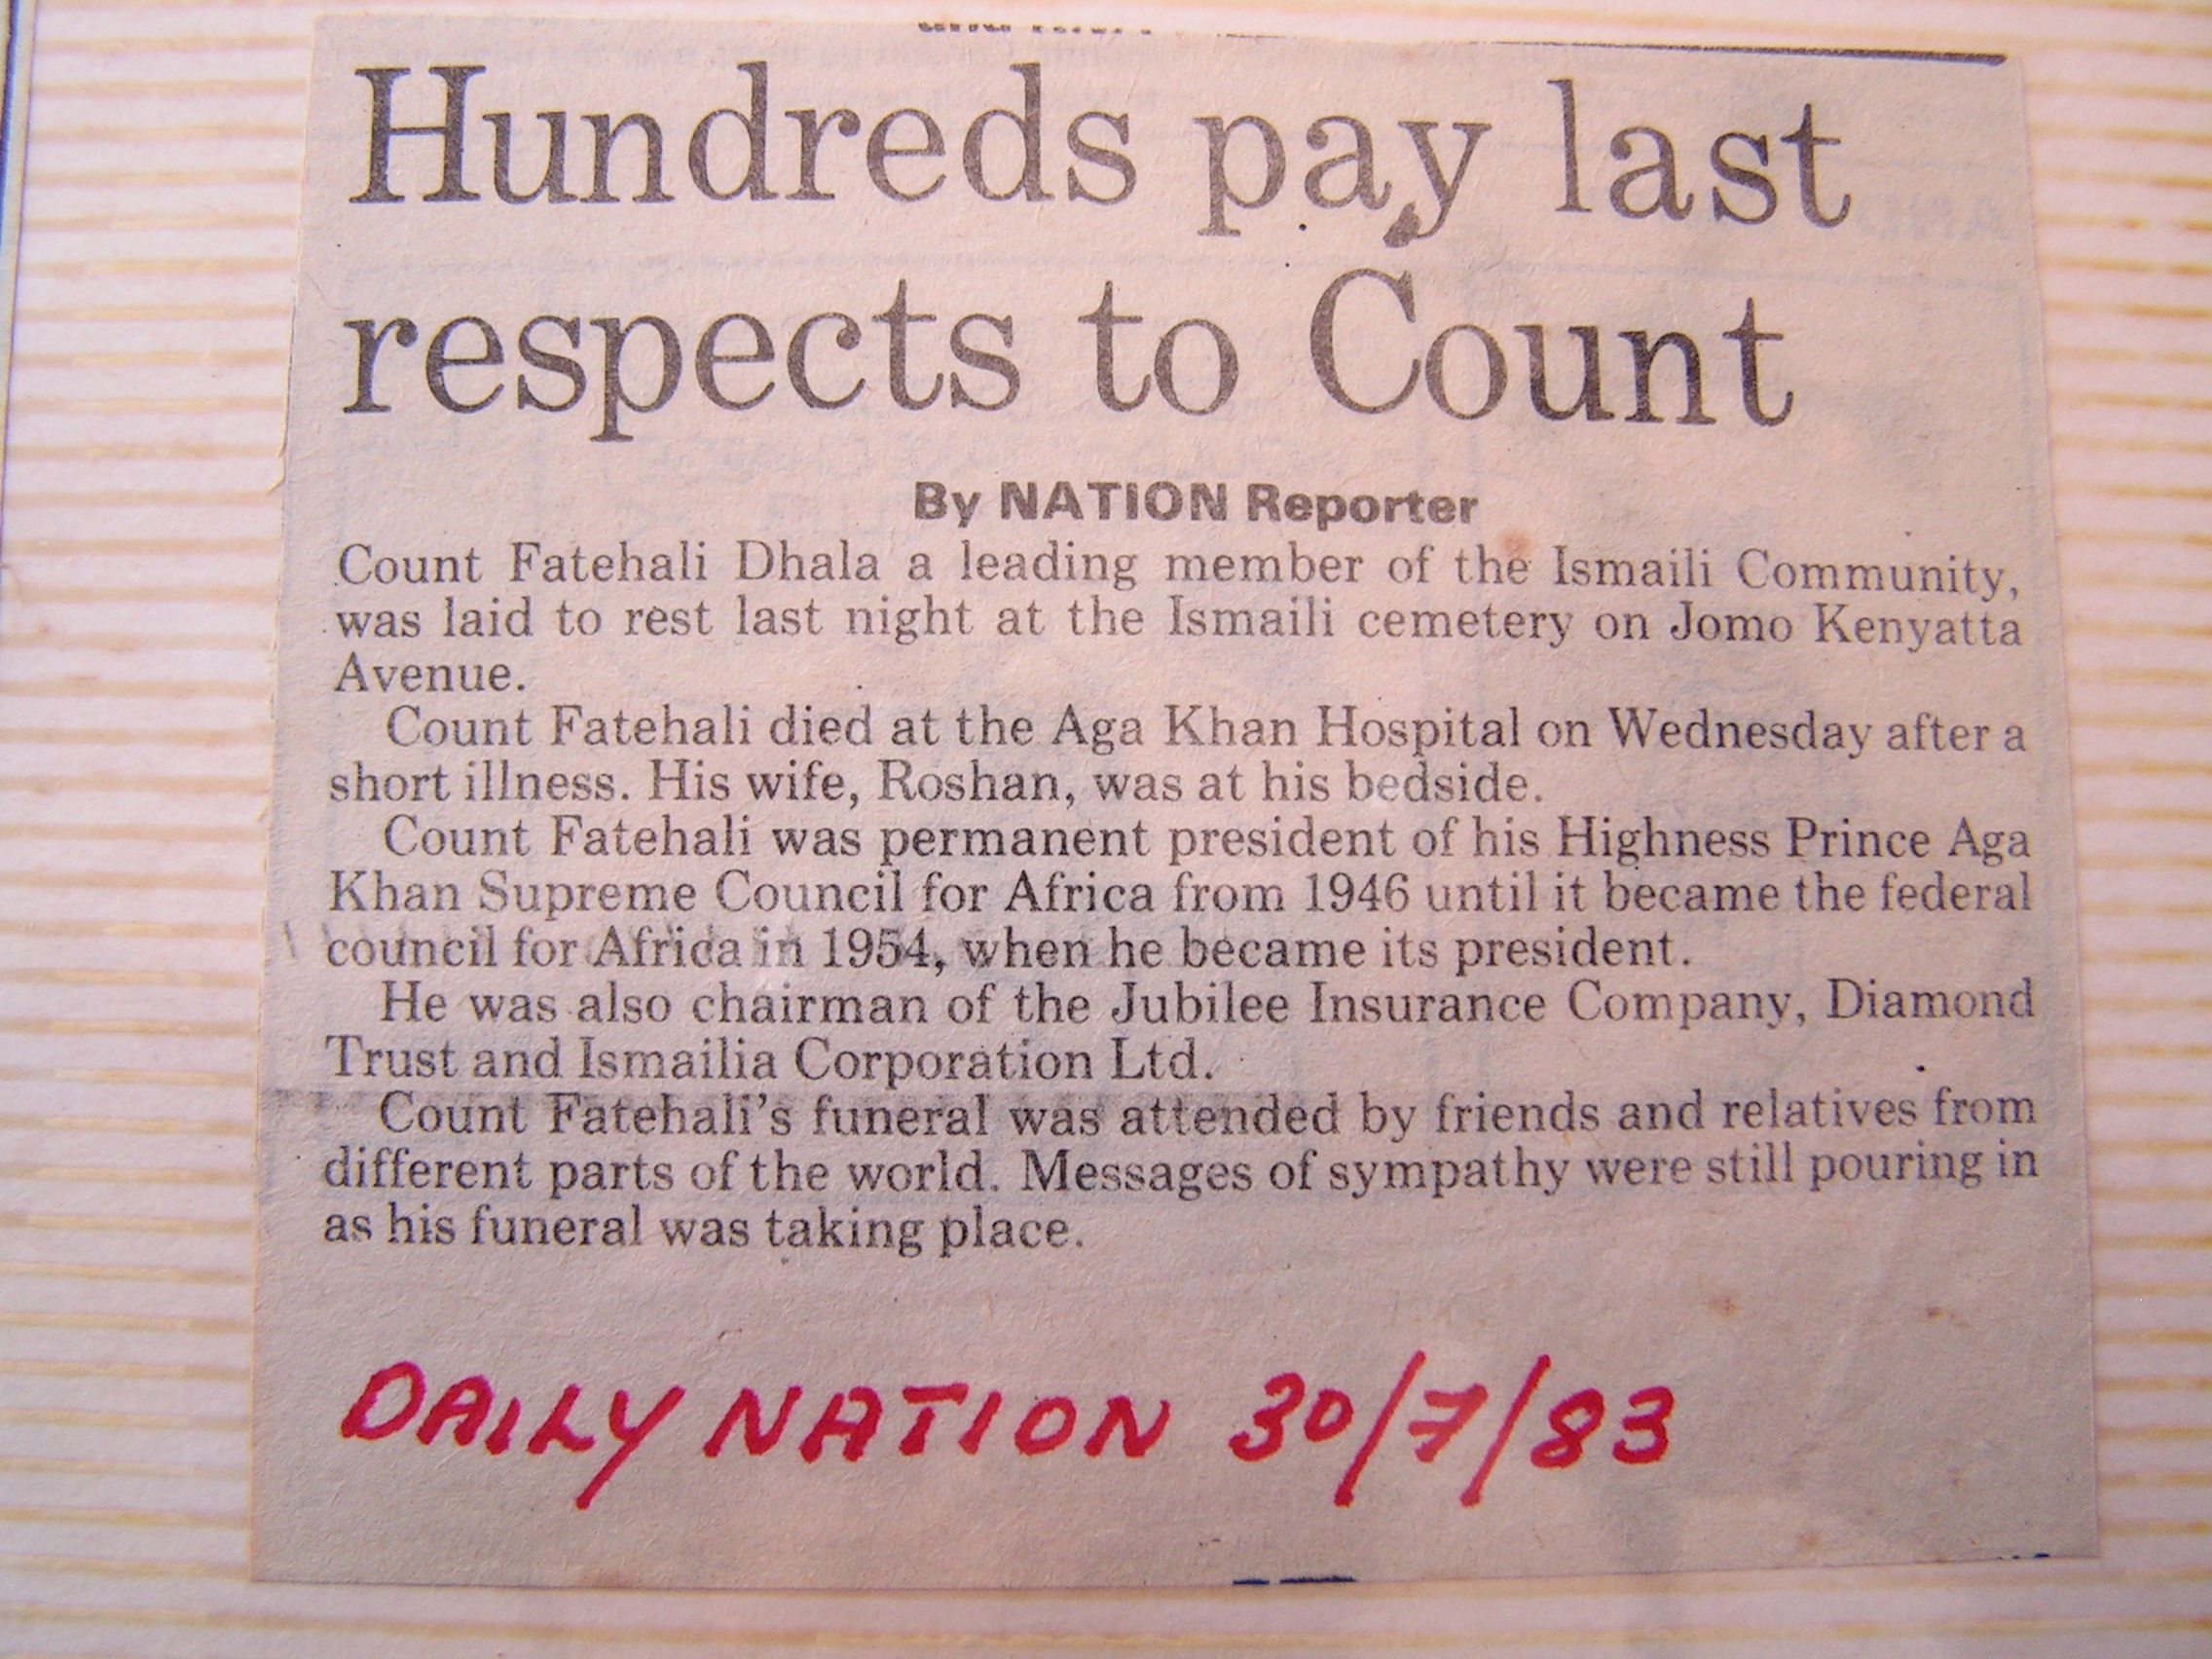 Hundreds pay last
respects to Count
By NATION Reporter
Count Fatehali Dhala a leading member of the Ismaili Community,
was laid to rest last night at the Ismaili cemetery on Jomo Kenyatta
Avenue.
Count Fatehali died at the Aga Khan Hospital on Wednesday after a
short illness. His wife, Roshan, was at his bedside.
Count Fatehali was permanent president of his Highness Prince Aga
Khan Supreme Council for Africa from 1946 until it became the federal
council for Africa in 1954, when he became its president.
He was also chairman of the Jubilee Insurance Company, Diamond
Trust and Ismailia Corporation Ltd.
Count Fatehali's funeral was attended by friends and relatives from
different parts of the world. Messages of sympathy were still pouring in
as his funeral was taking place.
DAILY NATION 30/7/83